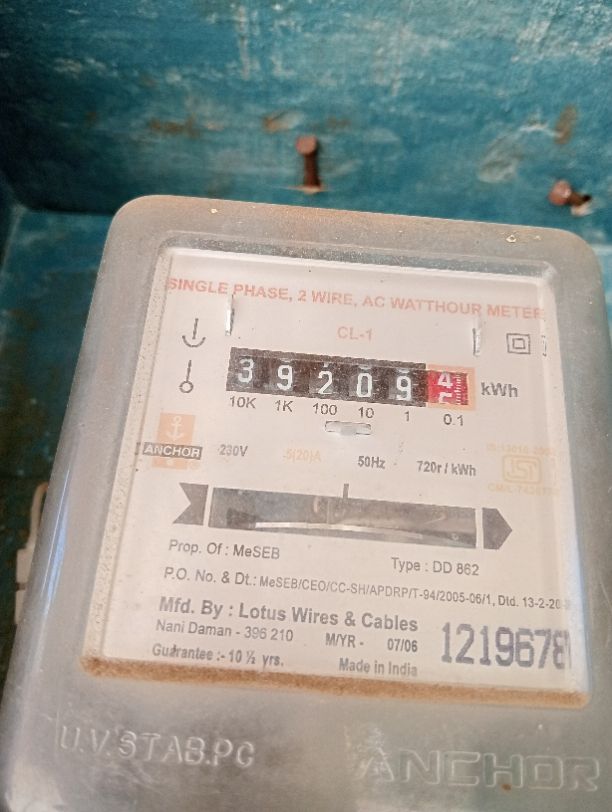 SINGLE PHASE, 2 WIRE, AC WATTHOUR METER
CL-1
3 9 2 0 9 4 kWh
10K 1K 100 10 1 0.1
ANCHOR
230V 5(20)A 50Hz 720r / kWh
ISI
Prop. Of : MeSEB
Type : DD 862
P.O. No. & Dt.: MeSEB/CEO/CC-SH/APDRP/T-94/2005-06/1, Dtd. 13-2-20
Mfd. By : Lotus Wires & Cables
Nani Daman - 396 210 M/YR - 07/06
Guarantee :- 10 ½ yrs. Made in India
1219678
U.V.STAB.PC
ANCHOR